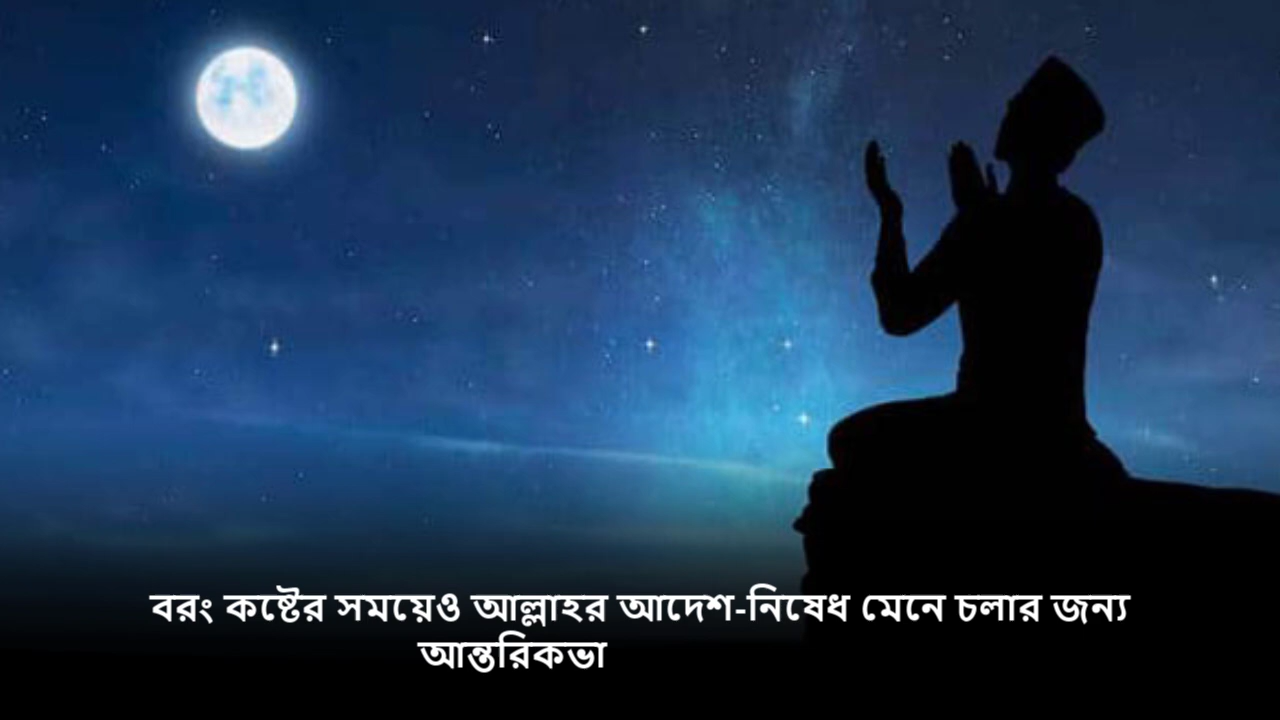 বরং কষ্টের সময়েও আল্লাহর আদেশ-নিষেধ মেনে চলার জন্য
আন্তরিকভা